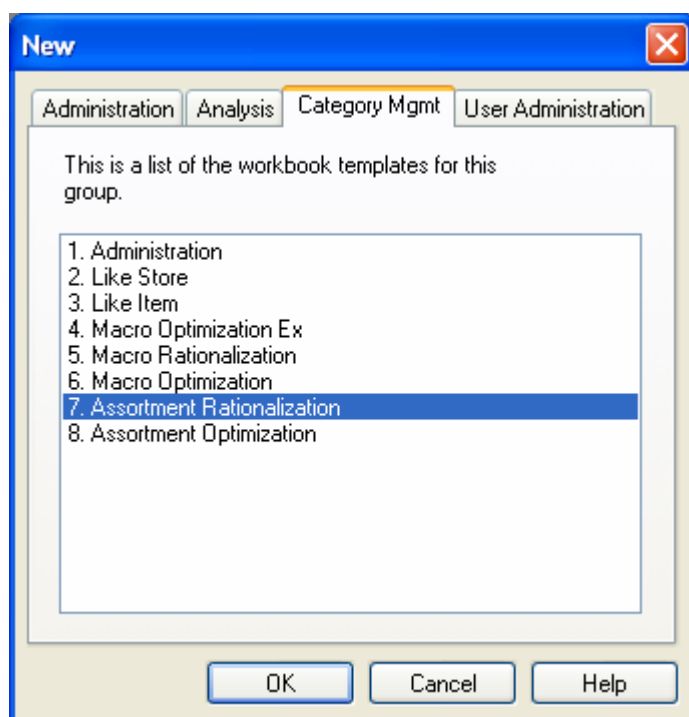 New
Administration
Analysis
Category Mgmt
User Administration
This is a list of the workbook templates for this
group.
1. Administration
2. Like Store
3. Like Item
4. Macro Optimization Ex
5. Macro Rationalization
6. Macro Optimization
7. Assortment Rationalization
8. Assortment Optimization
OK
Cancel
Help